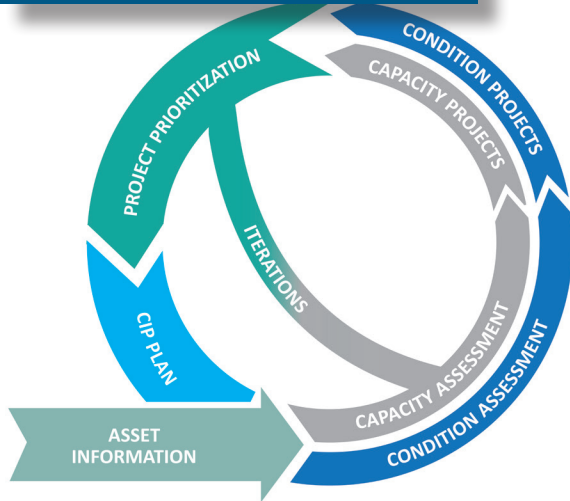 CONDITION PROJECTS
CAPACITY PROJECTS
PROJECT PRIORITIZATION
ITERATIONS
CIP PLAN
CAPACITY ASSESSMENT
CONDITION ASSESSMENT
ASSET
INFORMATION